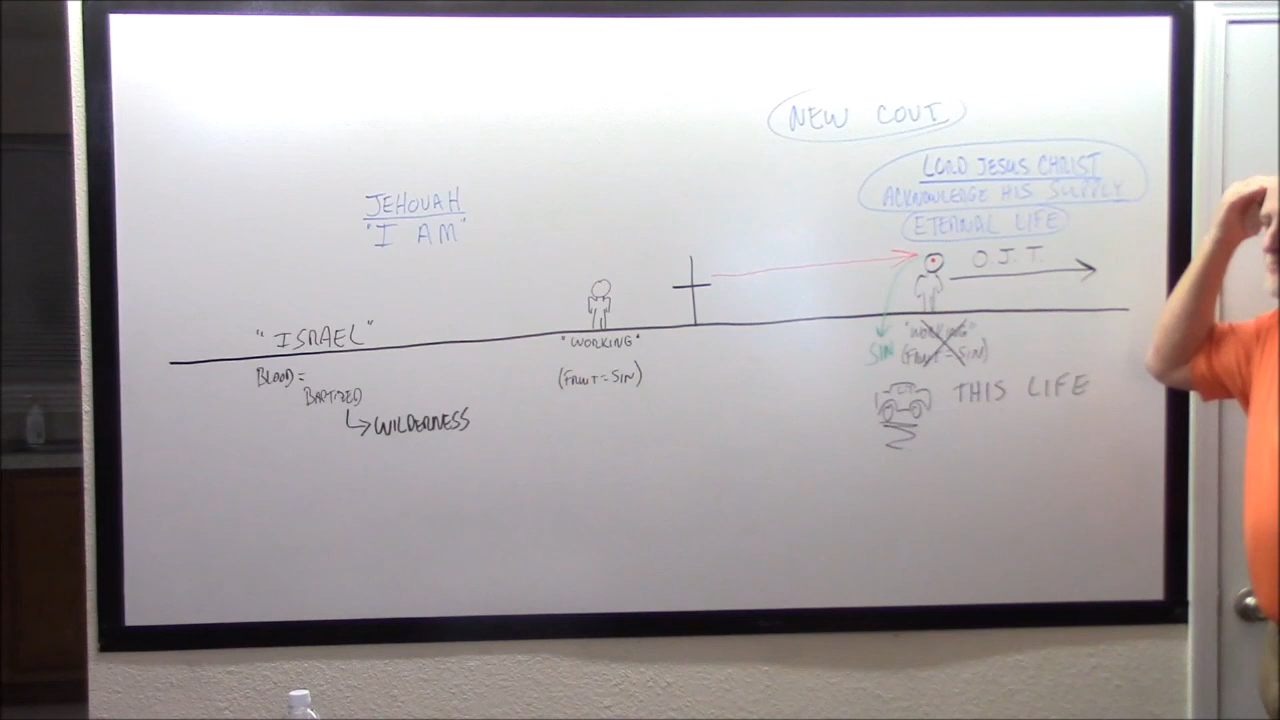 NEW COVT.
LORD JESUS CHRIST
ACKNOWLEDGE HIS SUPPLY
ETERNAL LIFE
JEHOVAH
"I AM"
O.J.T.
"ISRAEL"
BLOOD =
BAPTIZED
WILDERNESS
"WORKING"
(FRUIT = SIN)
"WORKING"
(FRUIT = SIN)
SIN
THIS LIFE